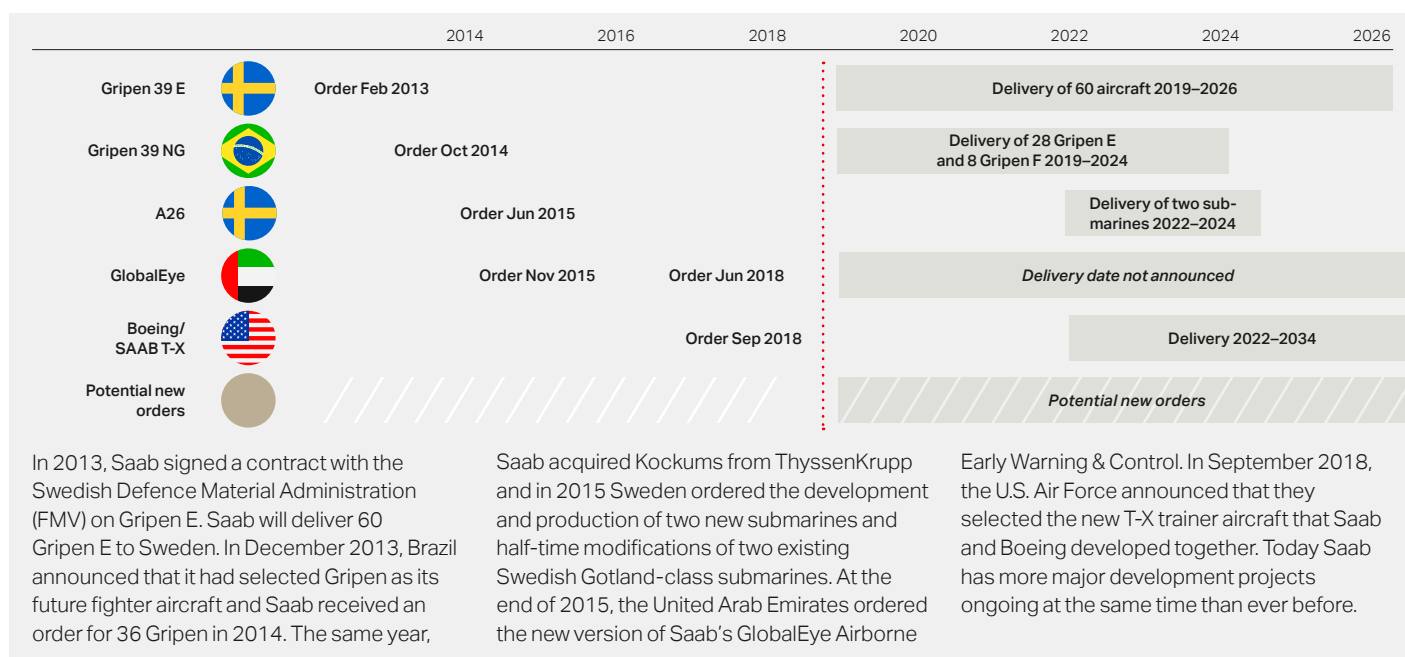 2014 2016 2018 2020 2022 2024 2026
Gripen 39 E Order Feb 2013 Delivery of 60 aircraft 2019–2026
Gripen 39 NG Order Oct 2014 Delivery of 28 Gripen E
and 8 Gripen F 2019–2024
A26 Order Jun 2015 Delivery of two sub-
marines 2022–2024
GlobalEye Order Nov 2015 Order Jun 2018 Delivery date not announced
Boeing/
SAAB T-X Order Sep 2018 Delivery 2022–2034
Potential new
orders Potential new orders
In 2013, Saab signed a contract with the
Swedish Defence Material Administration
(FMV) on Gripen E. Saab will deliver 60
Gripen E to Sweden. In December 2013, Brazil
announced that it had selected Gripen as its
future fighter aircraft and Saab received an
order for 36 Gripen in 2014. The same year,
Saab acquired Kockums from ThyssenKrupp
and in 2015 Sweden ordered the development
and production of two new submarines and
half-time modifications of two existing
Swedish Gotland-class submarines. At the
end of 2015, the United Arab Emirates ordered
the new version of Saab's GlobalEye Airborne
Early Warning & Control. In September 2018,
the U.S. Air Force announced that they
selected the new T-X trainer aircraft that Saab
and Boeing developed together. Today Saab
has more major development projects
ongoing at the same time than ever before.